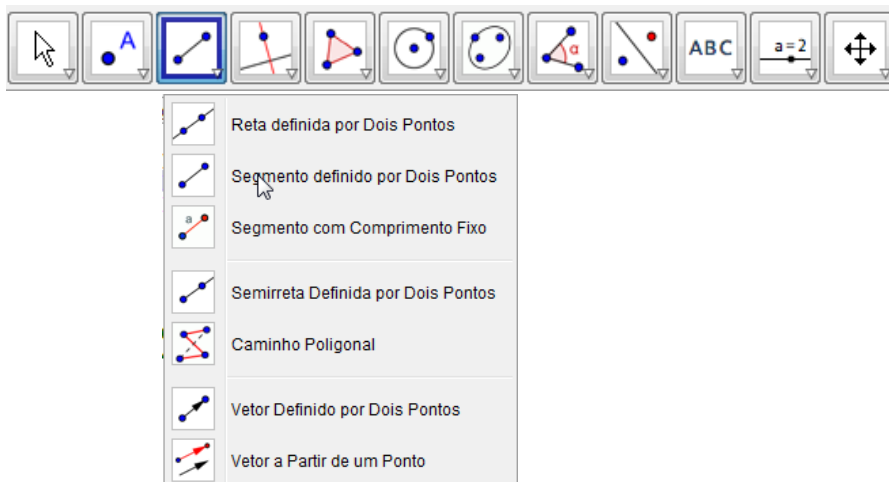 A
α
ABC
a=2
Reta definida por Dois Pontos
Segmento definido por Dois Pontos
a
Segmento com Comprimento Fixo
Semirreta Definida por Dois Pontos
Caminho Poligonal
Vetor Definido por Dois Pontos
Vetor a Partir de um Ponto